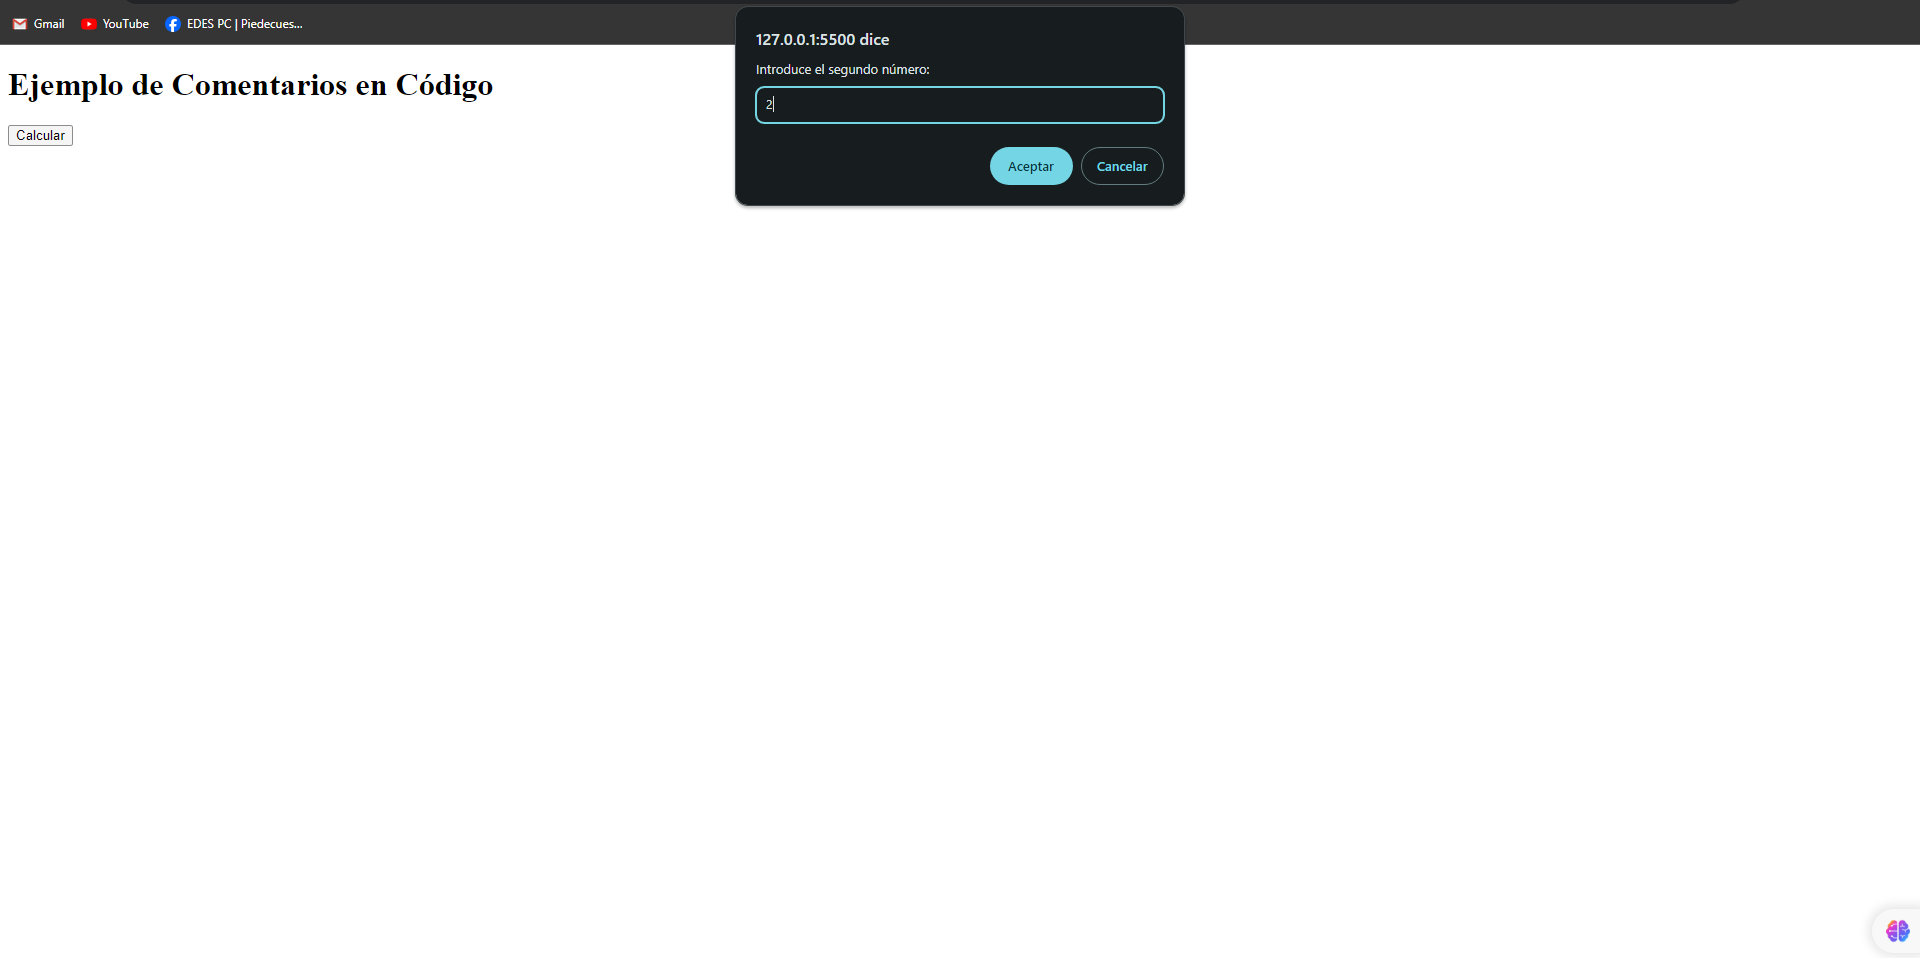 Gmail YouTube EDES PC | Piedecues...
127.0.0.1:5500 dice
Introduce el segundo número:
2
Aceptar Cancelar
Ejemplo de Comentarios en Código
Calcular